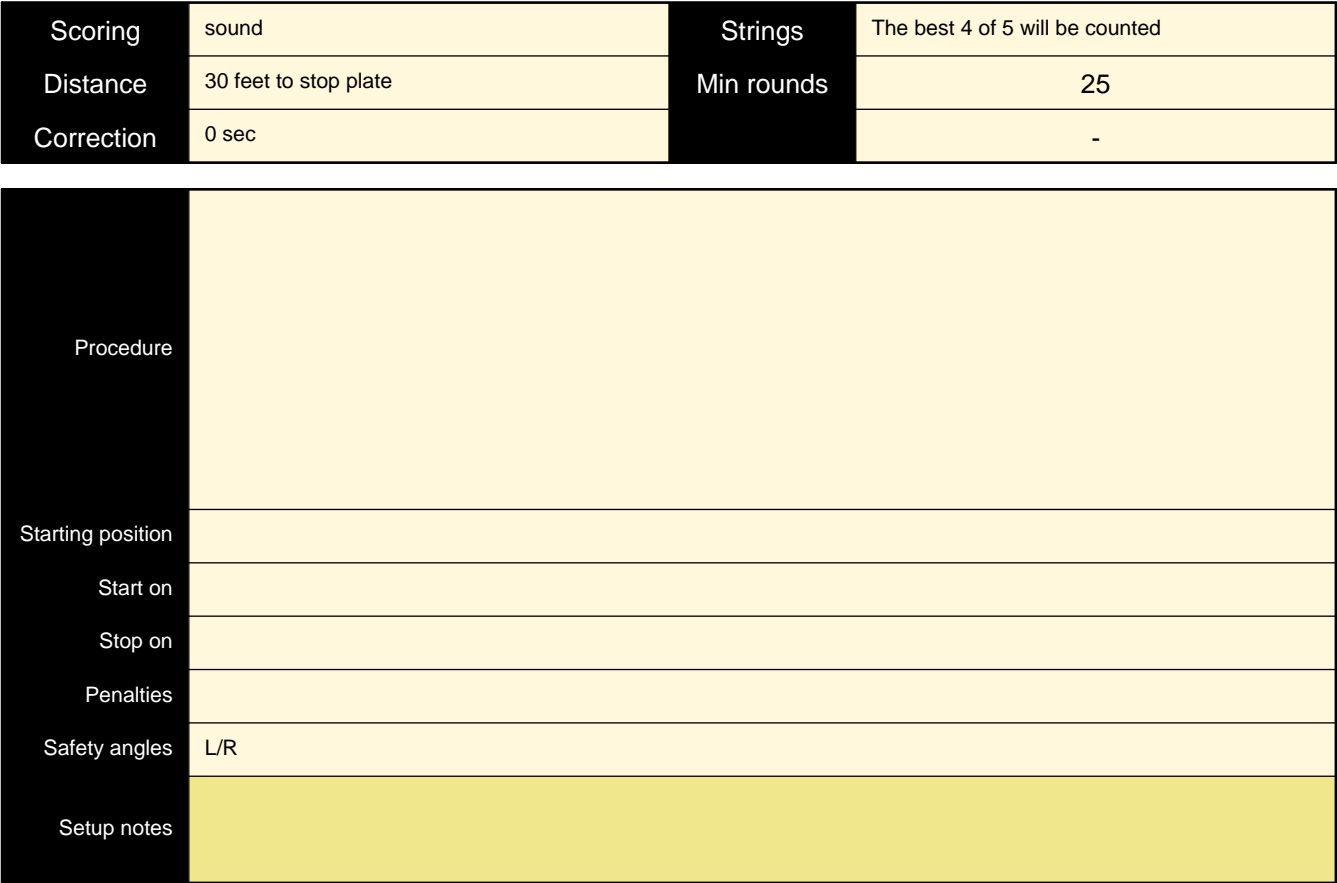 Scoring sound Strings The best 4 of 5 will be counted
Distance 30 feet to stop plate Min rounds 25
Correction 0 sec -
Procedure
Starting position
Start on
Stop on
Penalties
Safety angles L/R
Setup notes